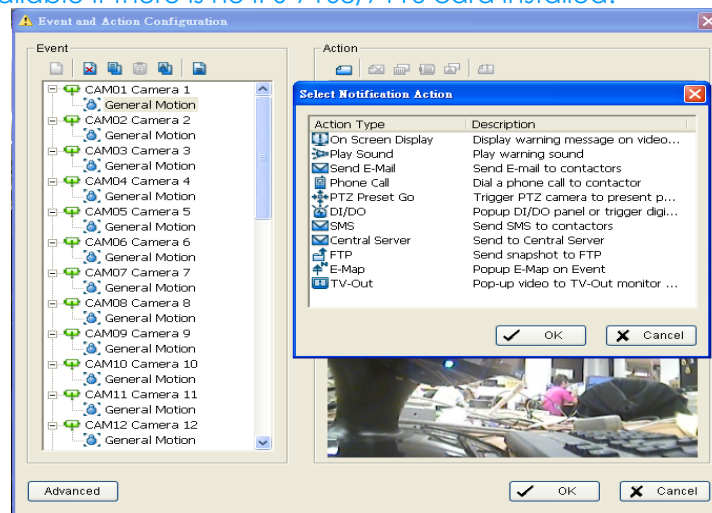 Event and Action Configuration
Event
CAM01 Camera 1
General Motion
CAM02 Camera 2
General Motion
CAM03 Camera 3
General Motion
CAM04 Camera 4
General Motion
CAM05 Camera 5
General Motion
CAM06 Camera 6
General Motion
CAM07 Camera 7
General Motion
CAM08 Camera 8
General Motion
CAM09 Camera 9
General Motion
CAM10 Camera 10
General Motion
CAM11 Camera 11
General Motion
CAM12 Camera 12
General Motion
Action
Select Notification Action
Action Type Description
On Screen Display Display warning message on video...
Play Sound Play warning sound
Send E-Mail Send E-mail to contactors
Phone Call Dial a phone call to contactor
PTZ Preset Go Trigger PTZ camera to present p...
DI/DO Popup DI/DO panel or trigger digi...
SMS Send SMS to contactors
Central Server Send to Central Server
FTP Send snapshot to FTP
E-Map Popup E-Map on Event
TV-Out Pop-up video to TV-Out monitor ...
OK Cancel
Advanced OK Cancel